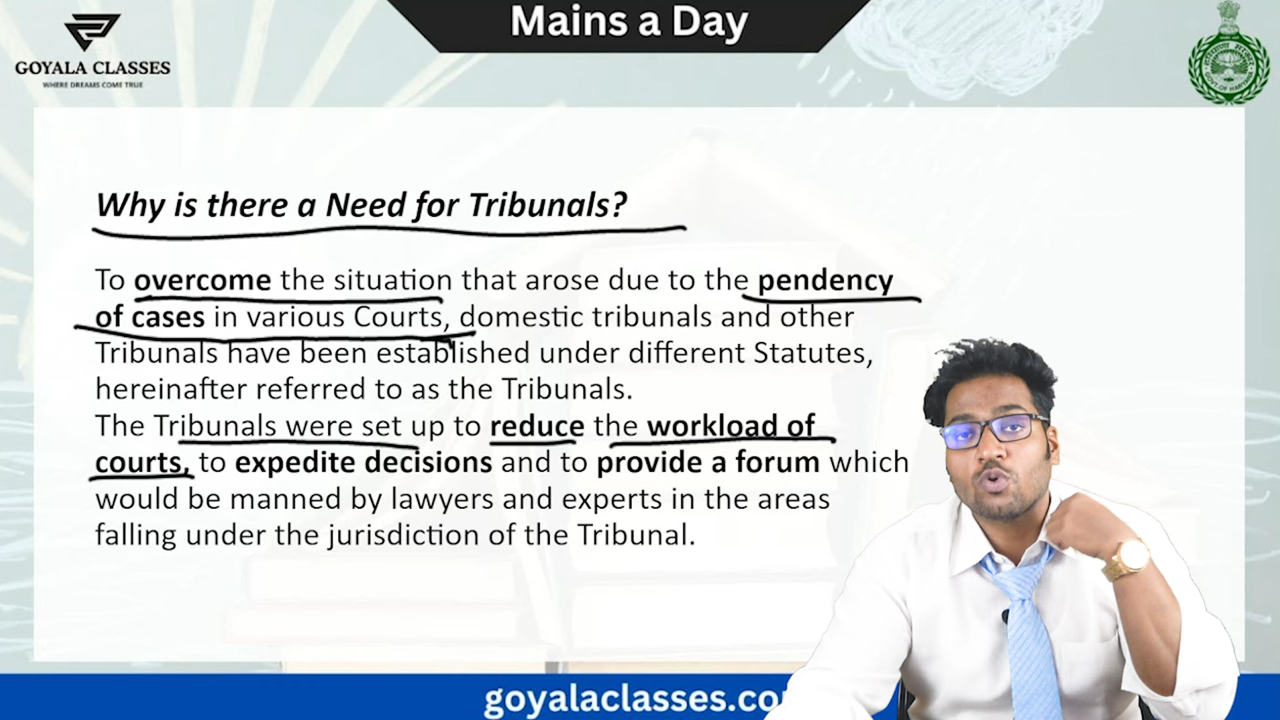 Mains a Day
GOYALA CLASSES
WHERE DREAMS COME TRUE
Why is there a Need for Tribunals?
To overcome the situation that arose due to the pendency
of cases in various Courts, domestic tribunals and other
Tribunals have been established under different Statutes,
hereinafter referred to as the Tribunals.
The Tribunals were set up to reduce the workload of
courts, to expedite decisions and to provide a forum which
would be manned by lawyers and experts in the areas
falling under the jurisdiction of the Tribunal.
goyalaclasses.co